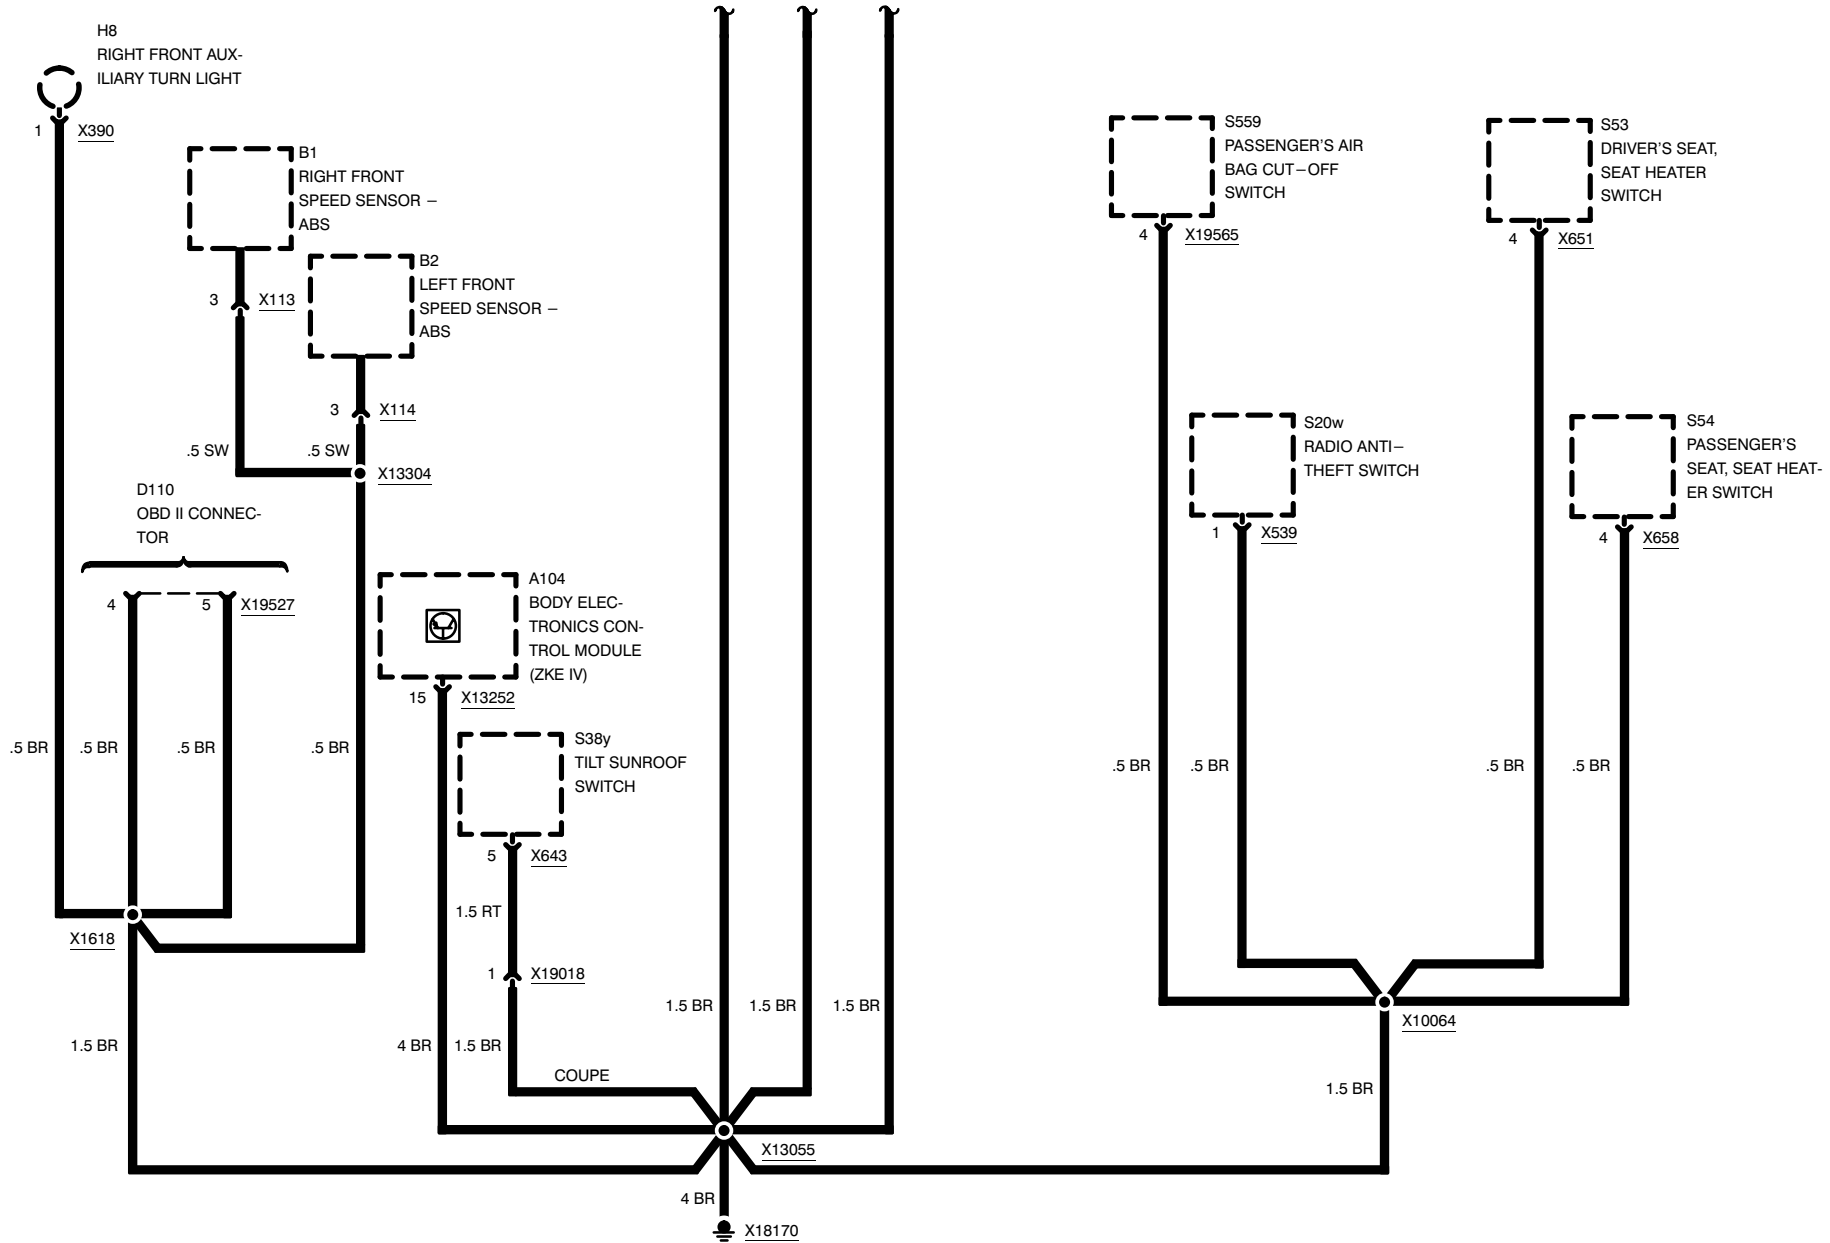 H8
RIGHT FRONT AUX-
ILIARY TURN LIGHT
1 X390
B1
RIGHT FRONT
SPEED SENSOR –
ABS
3 X113
B2
LEFT FRONT
SPEED SENSOR –
ABS
3 X114
.5 SW .5 SW
X13304
D110
OBD II CONNEC-
TOR
4 5 X19527
A104
BODY ELEC-
TRONICS CON-
TROL MODULE
(ZKE IV)
15 X13252
S38y
TILT SUNROOF
SWITCH
5 X643
.5 BR .5 BR .5 BR .5 BR
1.5 RT
X1618
1 X19018
1.5 BR 4 BR 1.5 BR
COUPE
1.5 BR 1.5 BR 1.5 BR
X13055
4 BR
X18170
S559
PASSENGER'S AIR
BAG CUT–OFF
SWITCH
4 X19565
S53
DRIVER'S SEAT,
SEAT HEATER
SWITCH
4 X651
S20w
RADIO ANTI–
THEFT SWITCH
1 X539
S54
PASSENGER'S
SEAT, SEAT HEAT-
ER SWITCH
4 X658
.5 BR .5 BR .5 BR .5 BR
X10064
1.5 BR